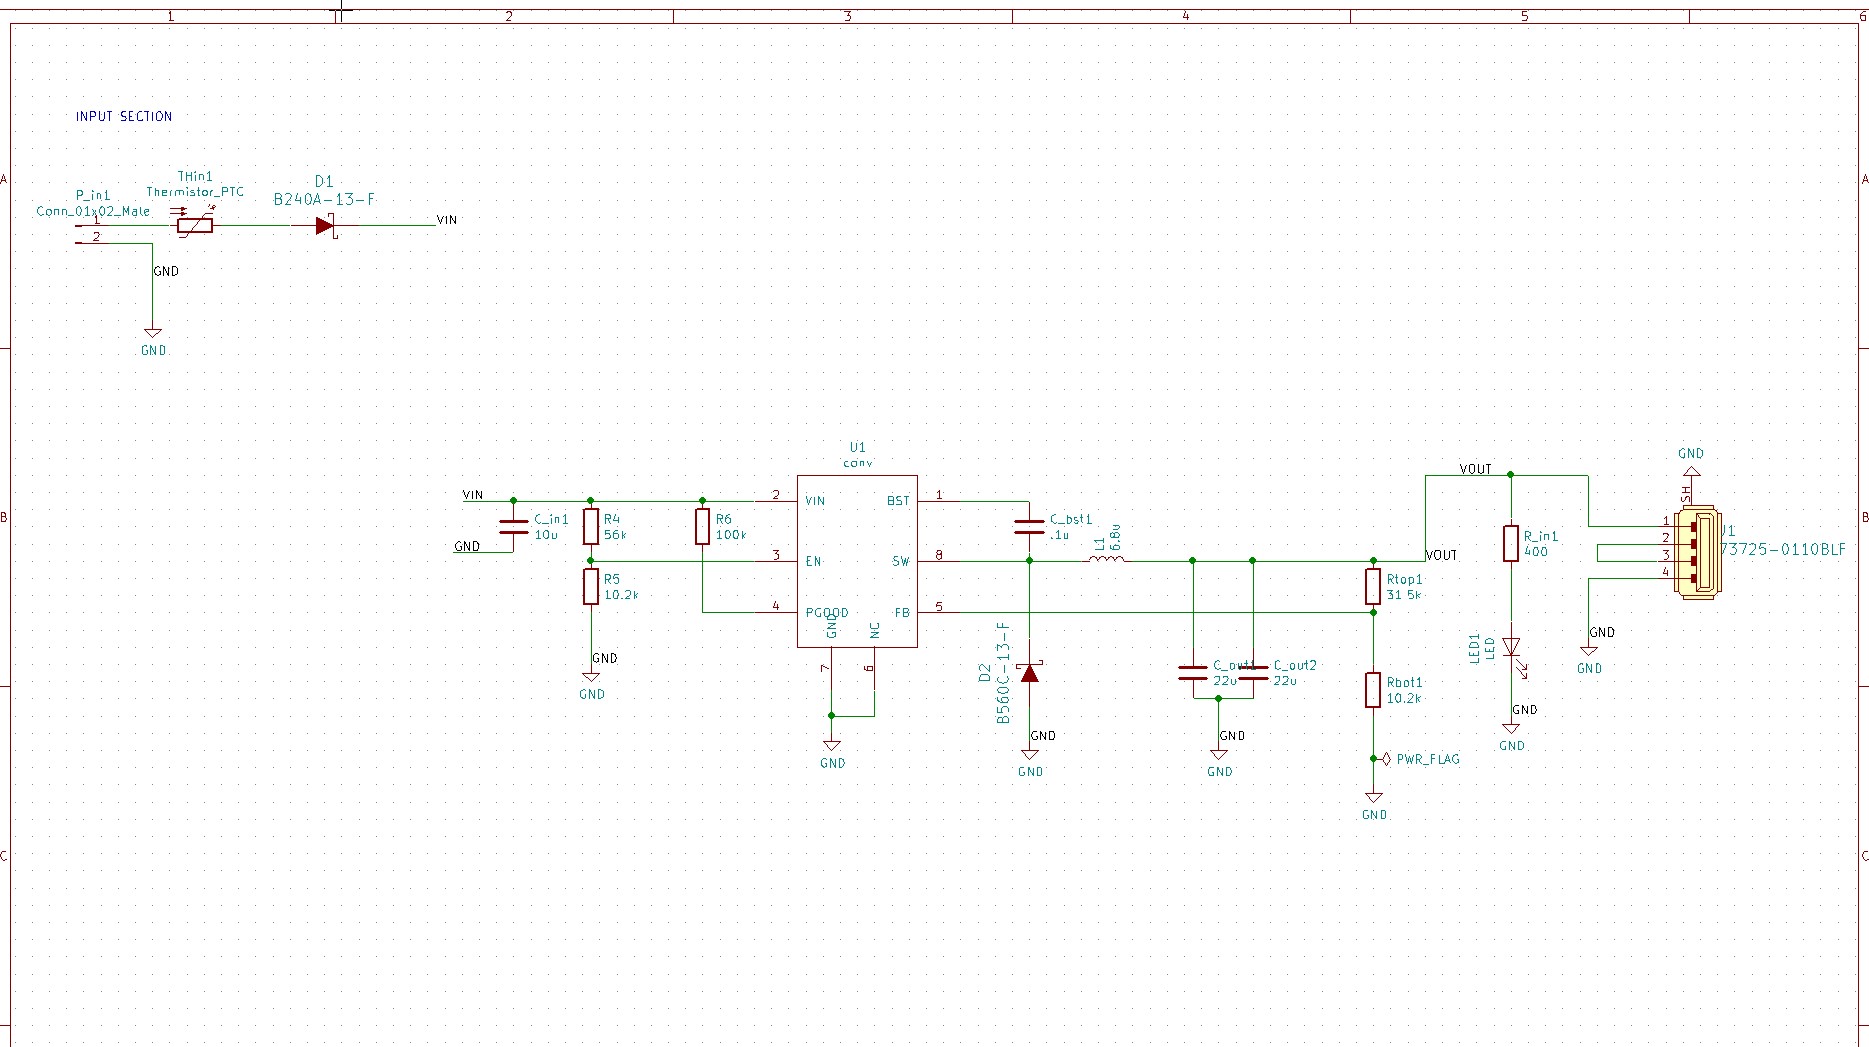 1 2 3 4 5 6
INPUT SECTION
A
A
THin1
Thermistor_PTC
D1
B240A-13-F
P_in1
Conn_01x02_Male
1
2
VIN
GND
GND
U1
conv
GND
VOUT
SH
VIN
2
VIN
BST
1
B
B
C_in1
10u
R4
56k
R6
100k
C_bst1
.1u
L1
6.8u
R_in1
400
1
2
3
4
J1
73725-0110BLF
GND
3
EN
SW
8
VOUT
R5
10.2k
Rtop1
31.5k
4
PGOOD
FB
5
GND
NC
7
6
GND
GND
D2
B560C-13-F
C_out1
22u
C_out2
22u
Rbot1
10.2k
LED1
LED
GND
GND
GND
GND
GND
GND
GND
GND
GND
PWR_FLAG
GND
C
C